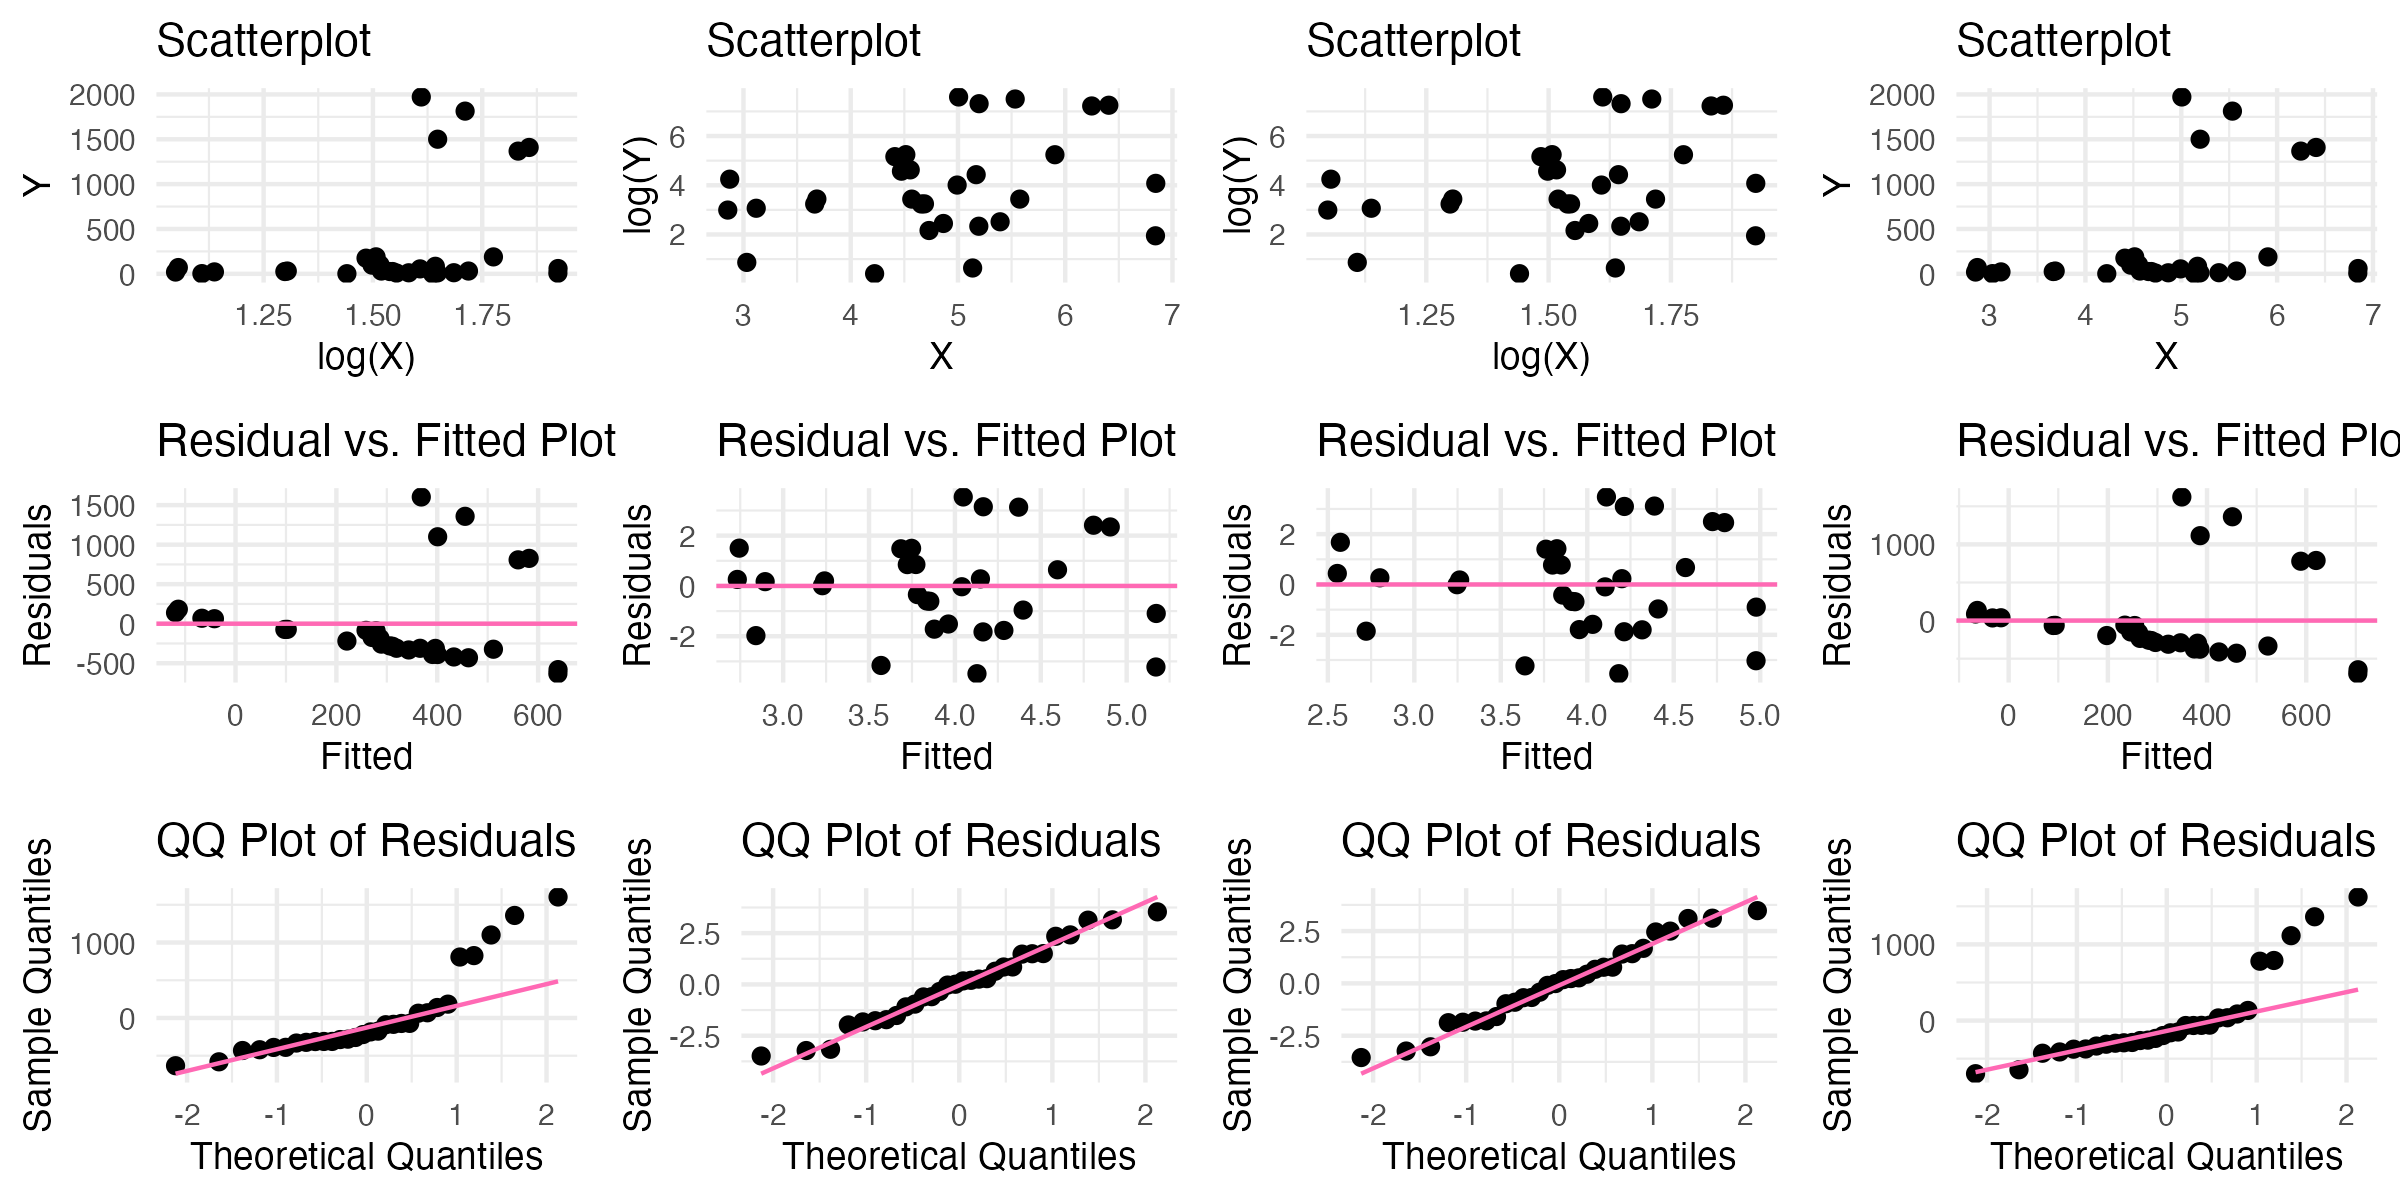 Scatterplot
Scatterplot
Scatterplot
Scatterplot
Y
2000
1500
1000
500
0
1.25 1.50 1.75
log(X)
log(Y)
6
4
2
3 4 5 6 7
X
log(Y)
6
4
2
1.25 1.50 1.75
log(X)
Y
2000
1500
1000
500
0
3 4 5 6 7
X
Residual vs. Fitted Plot
Residual vs. Fitted Plot
Residual vs. Fitted Plot
Residual vs. Fitted Plo
Residuals
1500
1000
500
0
-500
0 200 400 600
Fitted
Residuals
2
0
-2
3.0 3.5 4.0 4.5 5.0
Fitted
Residuals
2
0
-2
2.5 3.0 3.5 4.0 4.5 5.0
Fitted
Residuals
1000
0
0 200 400 600
Fitted
QQ Plot of Residuals
QQ Plot of Residuals
QQ Plot of Residuals
QQ Plot of Residuals
Sample Quantiles
1000
0
-2 -1 0 1 2
Theoretical Quantiles
Sample Quantiles
2.5
0.0
-2.5
-2 -1 0 1 2
Theoretical Quantiles
Sample Quantiles
2.5
0.0
-2.5
-2 -1 0 1 2
Theoretical Quantiles
Sample Quantiles
1000
0
-2 -1 0 1 2
Theoretical Quantiles